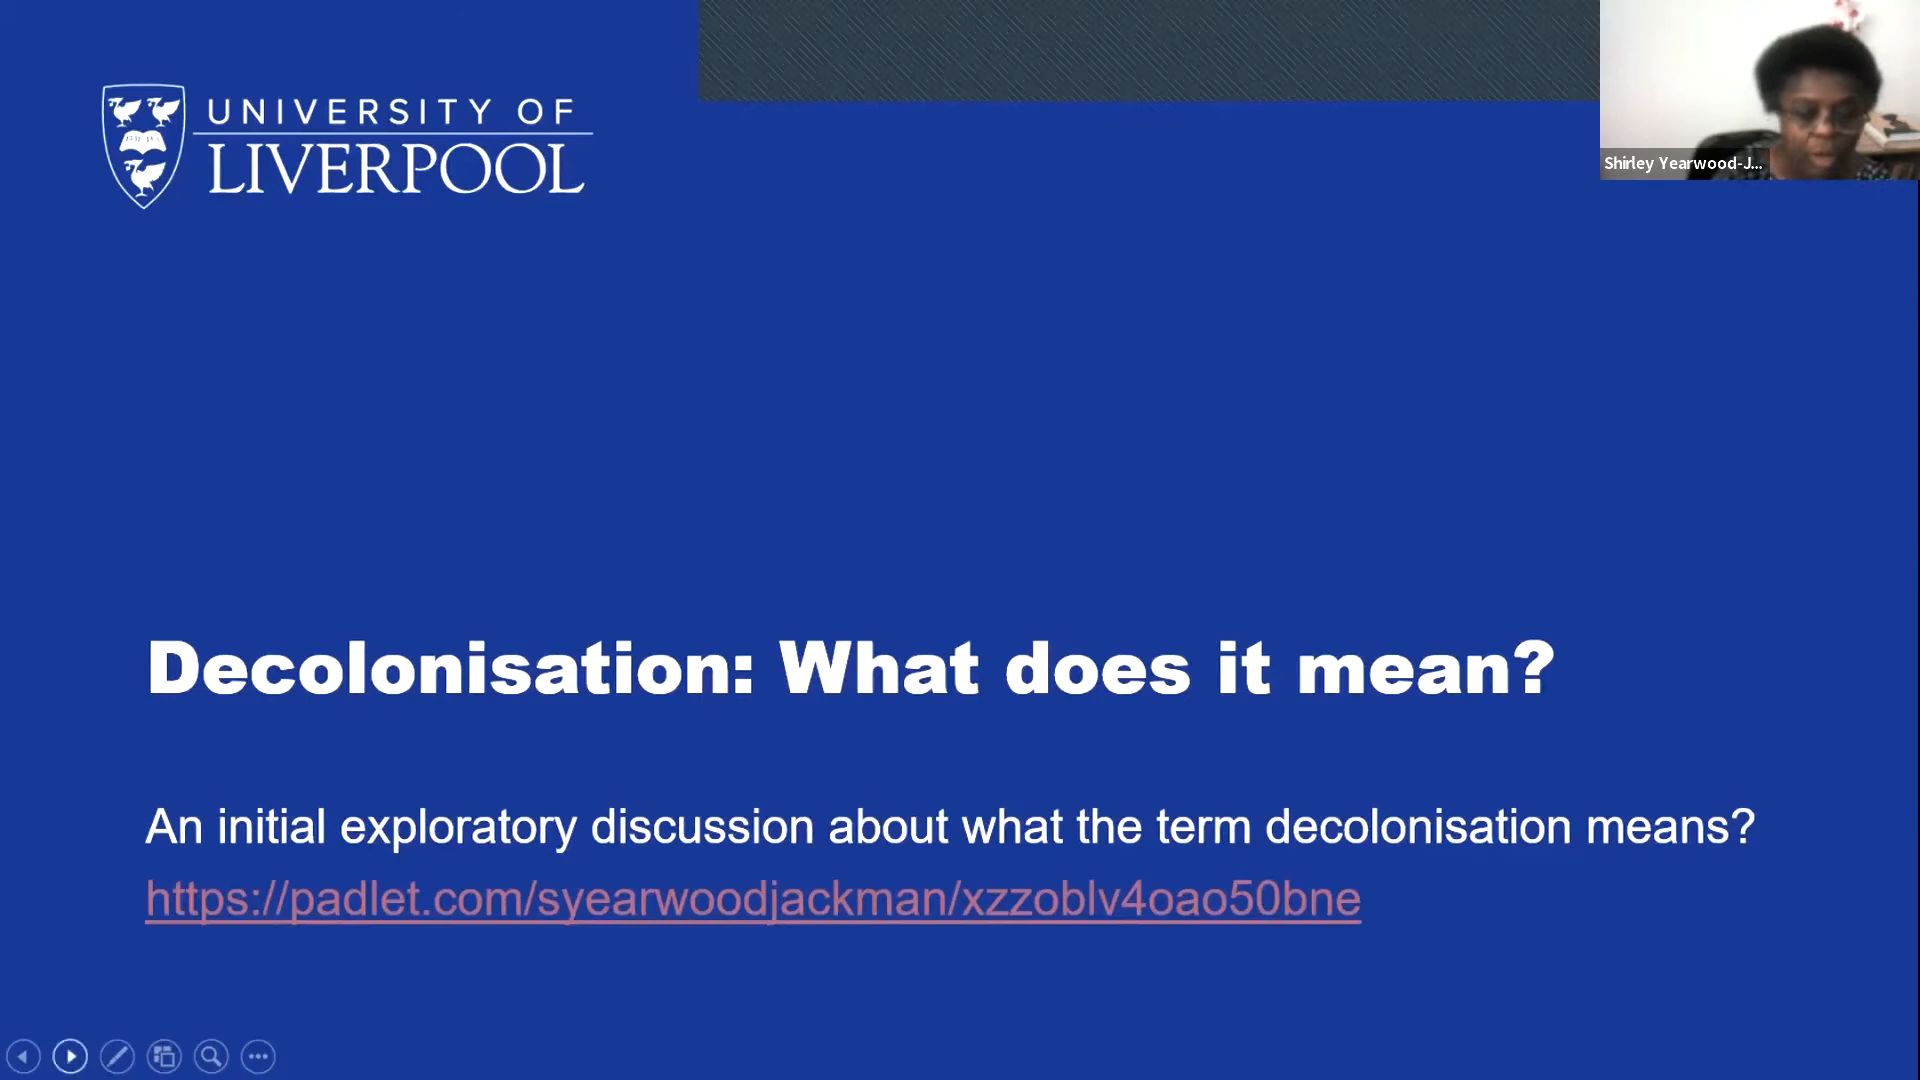 UNIVERSITY OF
LIVERPOOL
Shirley Yearwood-J...
Decolonisation: What does it mean?
An initial exploratory discussion about what the term decolonisation means?
https://padlet.com/syearwoodjackman/xzzoblv4oao50bne